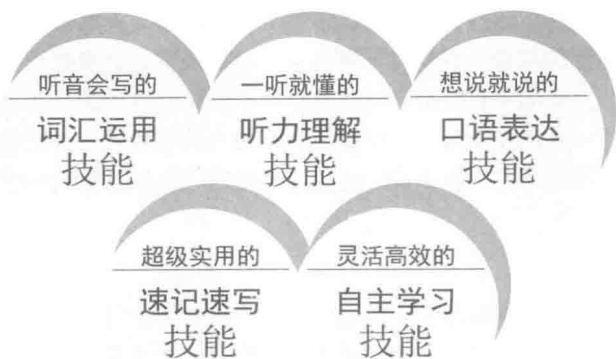 听音会写的
词汇运用
技能
一听就懂的
听力理解
技能
想说就说的
口语表达
技能
超级实用的
速记速写
技能
灵活高效的
自主学习
技能